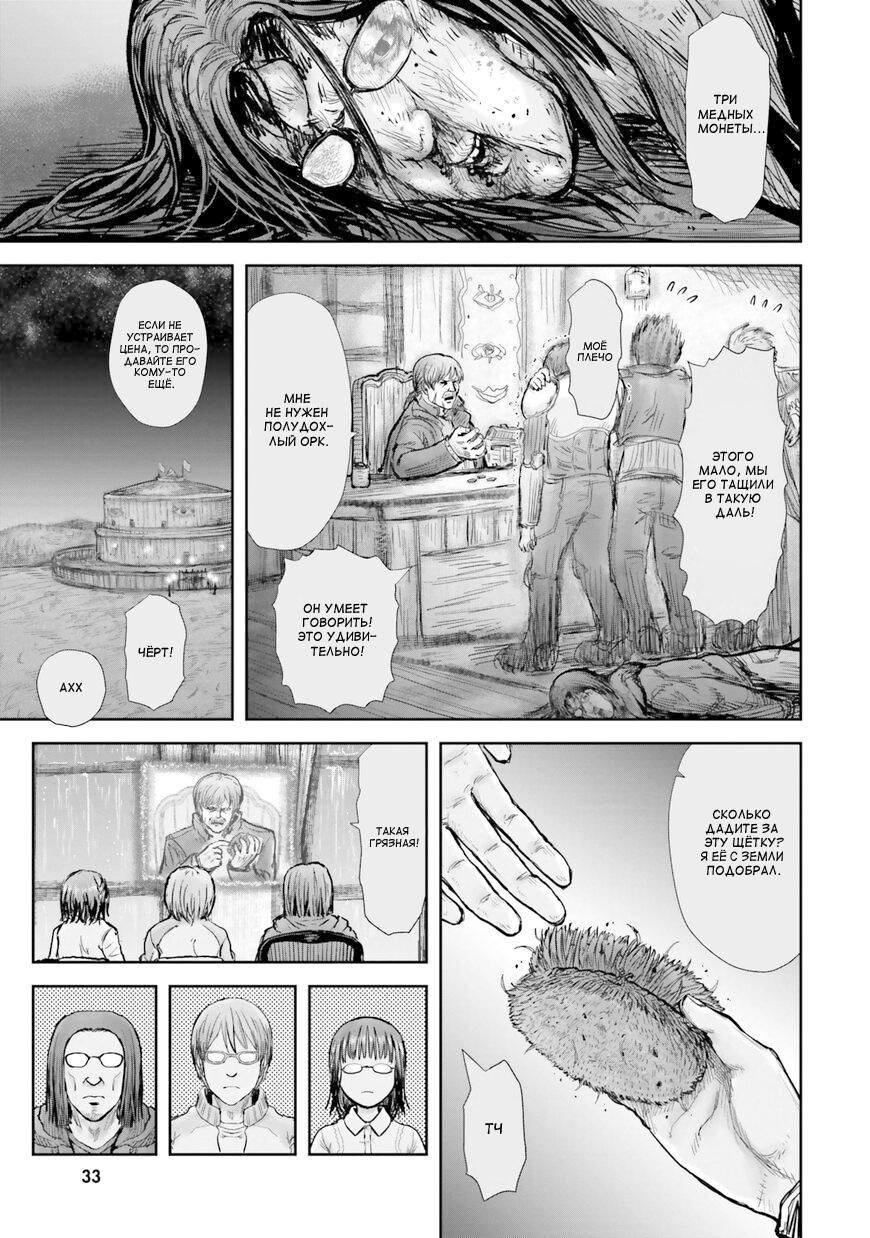 ТРИ
МЕДНЫХ
МОНЕТЫ...
ЭТОГО
МАЛО, МЫ
ЕГО ТАЩИЛИ
В ТАКУЮ
ДАЛЬ!
МОЁ
ПЛЕЧО
МНЕ
НЕ НУЖЕН
ПОЛУДОХ-
ЛЫЙ ОРК.
ОН УМЕЕТ
ГОВОРИТЬ!
ЭТО УДИВИ-
ТЕЛЬНО!
ЕСЛИ НЕ
УСТРАИВАЕТ
ЦЕНА, ТО ПРО-
ДАВАЙТЕ ЕГО
КОМУ-ТО
ЕЩЁ.
ЧЁРТ!
АХХ
СКОЛЬКО
ДАДИТЕ ЗА
ЭТУ ЩЁТКУ?
Я ЕЁ С ЗЕМЛИ
ПОДОБРАЛ.
ТЧ
ТАКАЯ
ГРЯЗНАЯ!
33